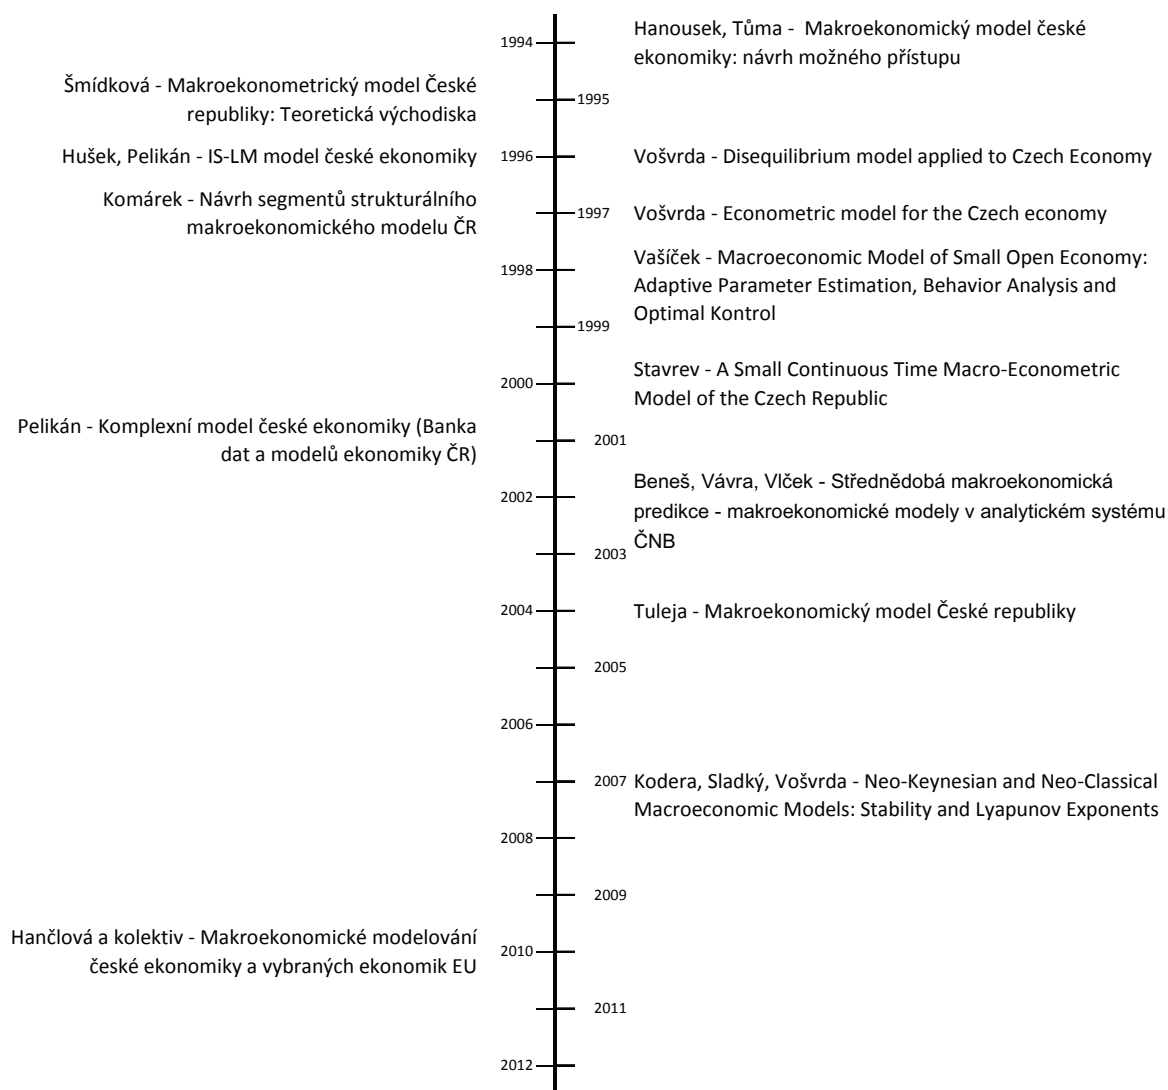 1994
Hanousek, Tůma -  Makroekonomický model české
ekonomiky: návrh možného přístupu
Šmídková - Makroekonometrický model České
republiky: Teoretická východiska
1995
Hušek, Pelikán - IS-LM model české ekonomiky
1996
Vošvrda - Disequilibrium model applied to Czech Economy
Komárek - Návrh segmentů strukturálního
makroekonomického modelu ČR
1997
Vošvrda - Econometric model for the Czech economy
1998
Vašíček - Macroeconomic Model of Small Open Economy:
Adaptive Parameter Estimation, Behavior Analysis and
Optimal Kontrol
1999
2000
Stavrev - A Small Continuous Time Macro-Econometric
Model of the Czech Republic
Pelikán - Komplexní model české ekonomiky (Banka
dat a modelů ekonomiky ČR)
2001
2002
Beneš, Vávra, Vlček - Střednědobá makroekonomická
predikce - makroekonomické modely v analytickém systému
ČNB
2003
2004
Tuleja - Makroekonomický model České republiky
2005
2006
2007
Kodera, Sladký, Vošvrda - Neo-Keynesian and Neo-Classical
Macroeconomic Models: Stability and Lyapunov Exponents
2008
2009
Hančlová a kolektiv - Makroekonomické modelování
české ekonomiky a vybraných ekonomik EU
2010
2011
2012